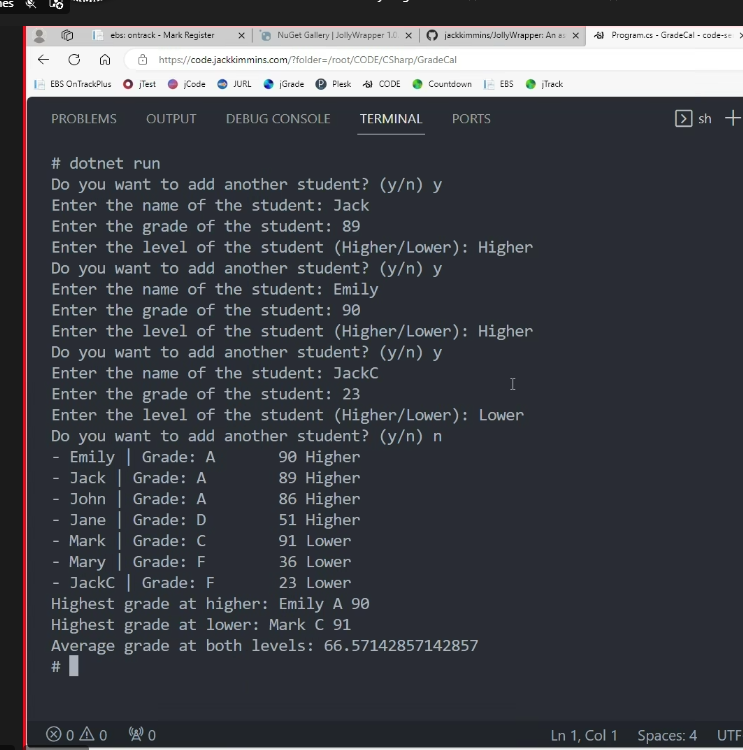 ebs: ontrack - Mark Register
NuGet Gallery | JollyWrapper 1.0.
jackkimmins/JollyWrapper: An as
Program.cs - GradeCal - code-se
https://code.jackkimmins.com/?folder=/root/CODE/CSharp/GradeCal
EBS OnTrackPlus jTest jCode JURL jGrade Plesk CODE Countdown EBS jTrack
PROBLEMS OUTPUT DEBUG CONSOLE TERMINAL PORTS sh
# dotnet run
Do you want to add another student? (y/n) y
Enter the name of the student: Jack
Enter the grade of the student: 89
Enter the level of the student (Higher/Lower): Higher
Do you want to add another student? (y/n) y
Enter the name of the student: Emily
Enter the grade of the student: 90
Enter the level of the student (Higher/Lower): Higher
Do you want to add another student? (y/n) y
Enter the name of the student: JackC
Enter the grade of the student: 23
Enter the level of the student (Higher/Lower): Lower
Do you want to add another student? (y/n) n
- Emily | Grade: A 90 Higher
- Jack | Grade: A 89 Higher
- John | Grade: A 86 Higher
- Jane | Grade: D 51 Higher
- Mark | Grade: C 91 Lower
- Mary | Grade: F 36 Lower
- JackC | Grade: F 23 Lower
Highest grade at higher: Emily A 90
Highest grade at lower: Mark C 91
Average grade at both levels: 66.57142857142857
#
0 0 0 Ln 1, Col 1 Spaces: 4 UTF